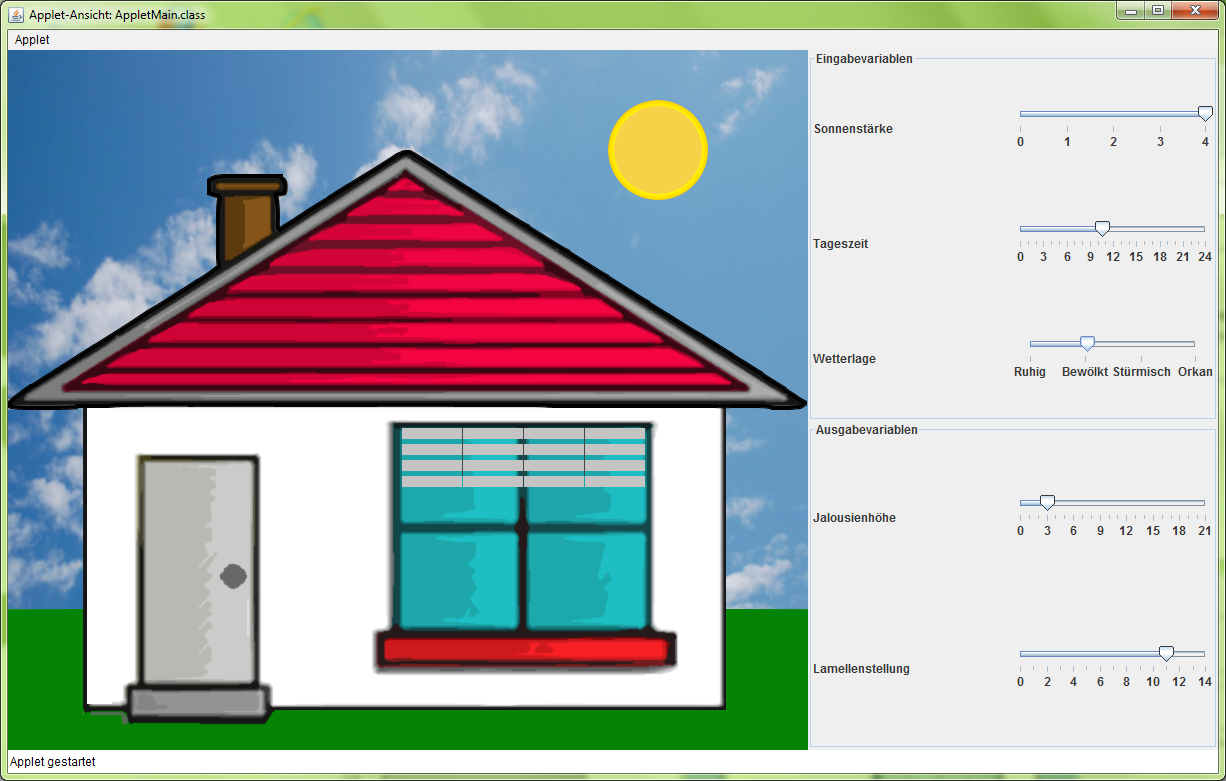 Applet-Ansicht: AppletMain.class
Applet
Eingabevariablen
Sonnenstärke
0 1 2 3 4
Tageszeit
0 3 6 9 12 15 18 21 24
Wetterlage
Ruhig Bewölkt Stürmisch Orkan
Ausgabevariablen
Jalousienhöhe
0 3 6 9 12 15 18 21
Lamellenstellung
0 2 4 6 8 10 12 14
Applet gestartet